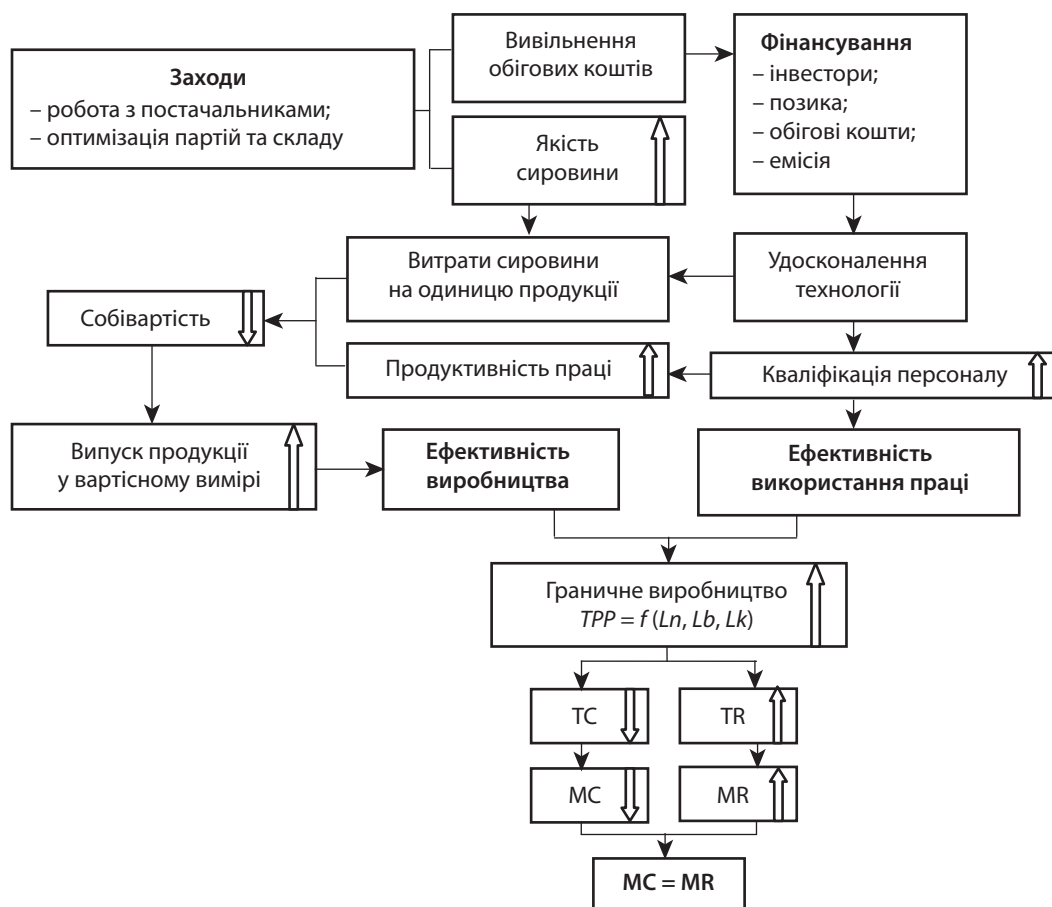 Заходи
– робота з постачальниками;
– оптимізація партій та складу
Вивільнення
обігових коштів
Фінансування
– інвестори;
– позика;
– обігові кошти;
– емісія
Якість
сировини
Витрати сировини
на одиницю продукції
Удосконалення
технології
Собівартість
Продуктивність праці
Кваліфікація персоналу
Випуск продукції
у вартісному вимірі
Ефективність
виробництва
Ефективність
використання праці
Граничне виробництво
TPP = f (Ln, Lb, Lk)
TC
TR
MC
MR
MC = MR